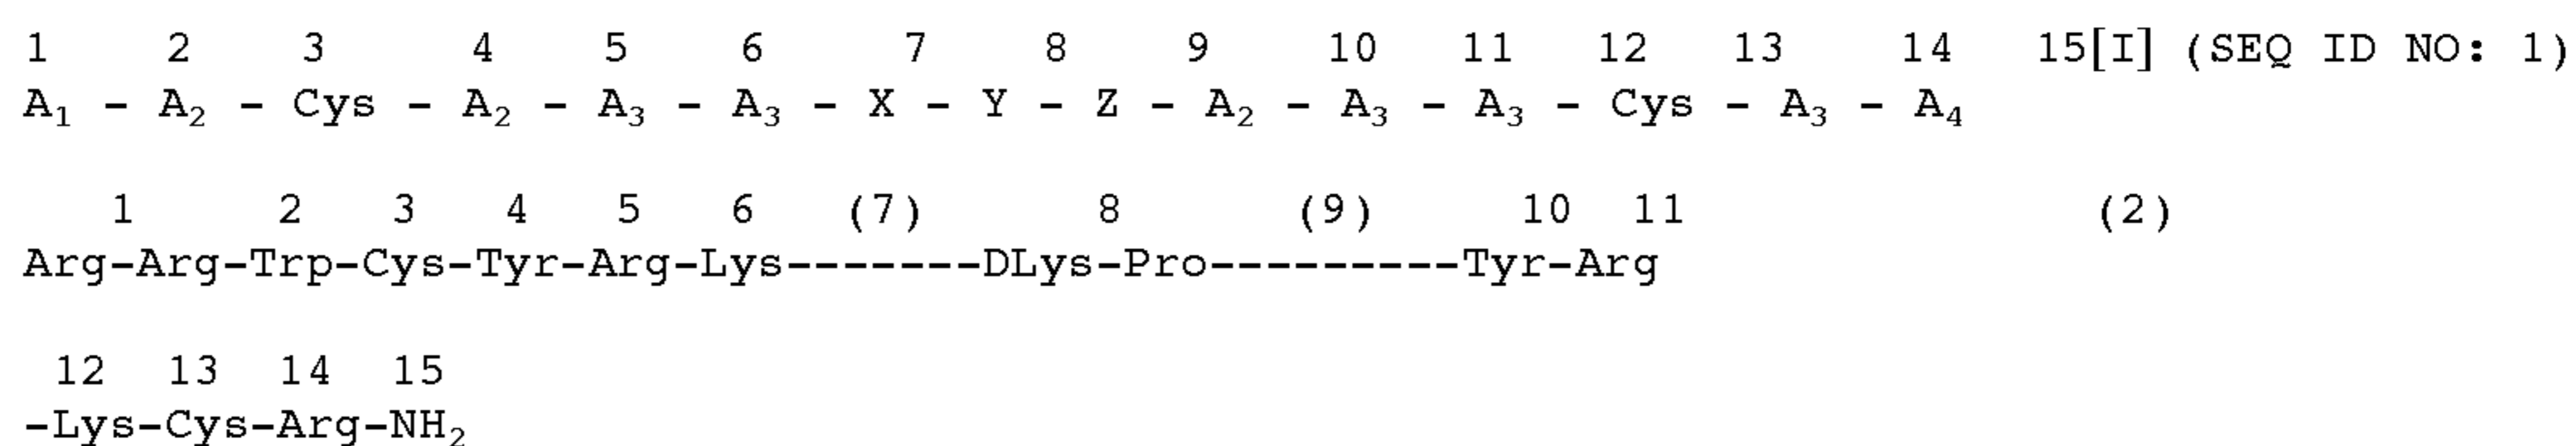 1 2 3 4 5 6 7 8 9 10 11 12 13 14 15[I] (SEQ ID NO: 1)
A₁ – A₂ – Cys – A₂ – A₃ – A₃ – X – Y – Z – A₂ – A₃ – A₃ – Cys – A₃ – A₄
1 2 3 4 5 6 (7) 8 (9) 10 11 (2)
Arg-Arg-Trp-Cys-Tyr-Arg-Lys-------DLys-Pro---------Tyr-Arg
12 13 14 15
-Lys-Cys-Arg-NH₂